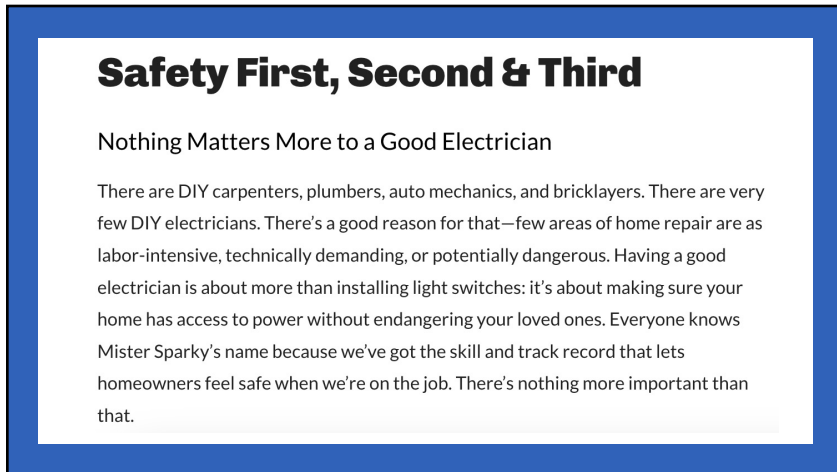 Safety First, Second & Third
Nothing Matters More to a Good Electrician
There are DIY carpenters, plumbers, auto mechanics, and bricklayers. There are very
few DIY electricians. There’s a good reason for that—few areas of home repair are as
labor-intensive, technically demanding, or potentially dangerous. Having a good
electrician is about more than installing light switches: it’s about making sure your
home has access to power without endangering your loved ones. Everyone knows
Mister Sparky’s name because we’ve got the skill and track record that lets
homeowners feel safe when we’re on the job. There’s nothing more important than
that.